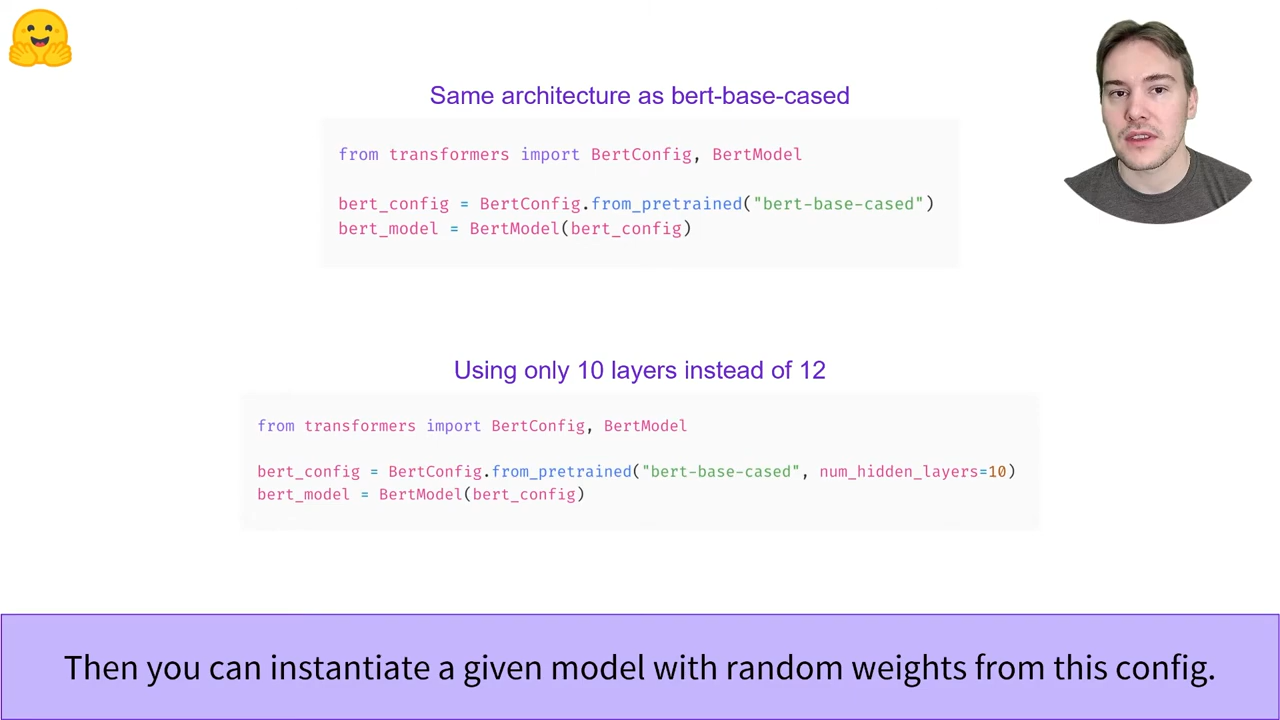 Same architecture as bert-base-cased
from transformers import BertConfig, BertModel
bert_config = BertConfig.from_pretrained("bert-base-cased")
bert_model = BertModel(bert_config)
Using only 10 layers instead of 12
from transformers import BertConfig, BertModel
bert_config = BertConfig.from_pretrained("bert-base-cased", num_hidden_layers=10)
bert_model = BertModel(bert_config)
Then you can instantiate a given model with random weights from this config.